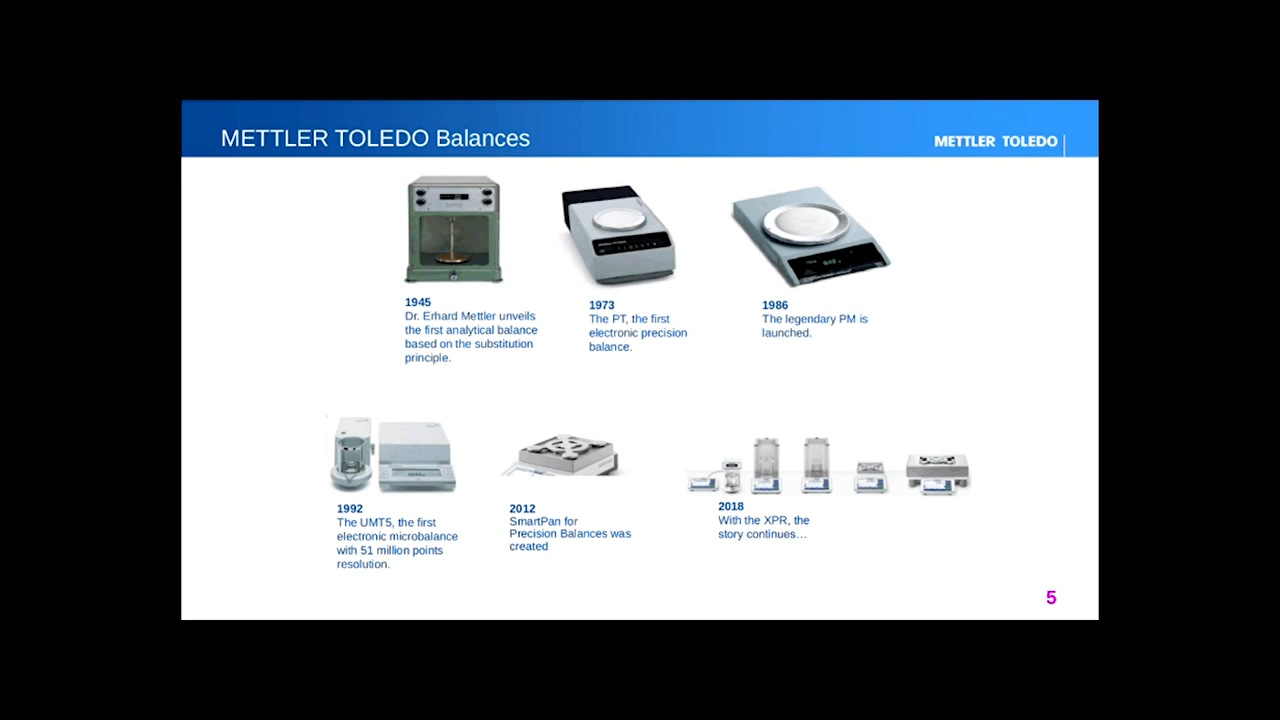 METTLER TOLEDO Balances
METTLER TOLEDO
1945
Dr. Erhard Mettler unveils
the first analytical balance
based on the substitution
principle.
1973
The PT, the first
electronic precision
balance.
1986
The legendary PM is
launched.
1992
The UMT5, the first
electronic microbalance
with 51 million points
resolution.
2012
SmartPan for
Precision Balances was
created
2018
With the XPR, the
story continues…
5